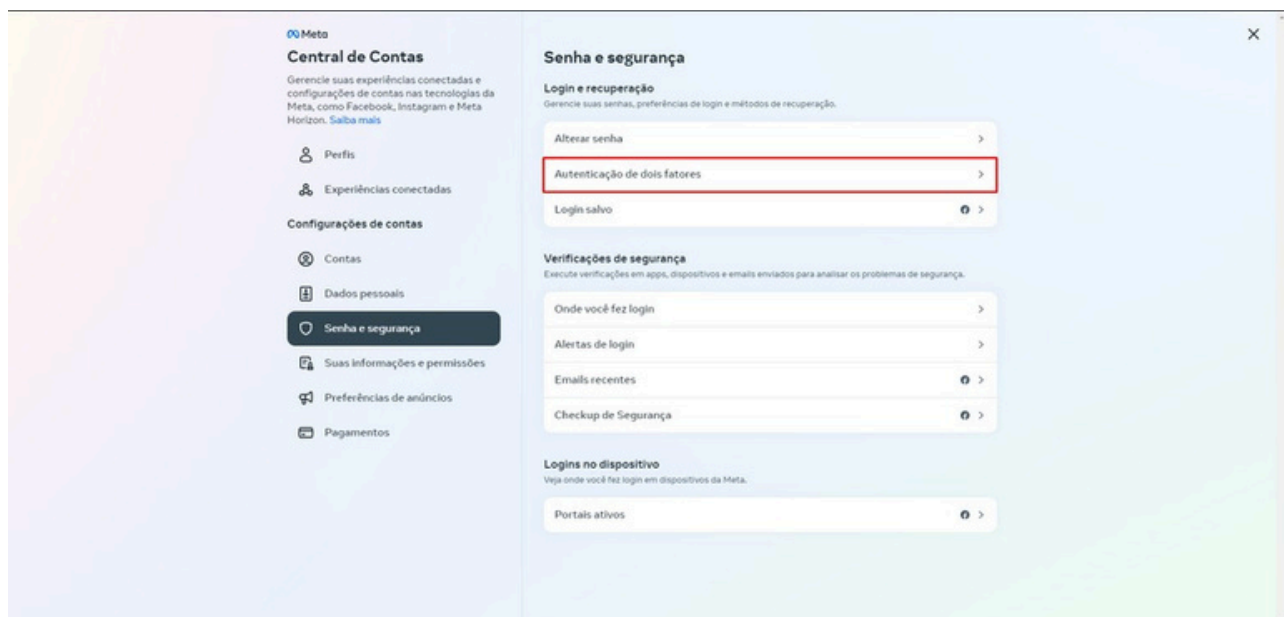 Meta
Central de Contas
Gerencie suas experiências conectadas e
configurações de contas nas tecnologias da
Meta, como Facebook, Instagram e Meta
Horizon. Saiba mais
Perfis
Experiências conectadas
Configurações de contas
Contas
Dados pessoais
Senha e segurança
Suas informações e permissões
Preferências de anúncios
Pagamentos
Senha e segurança
Login e recuperação
Gerencie suas senhas, preferências de login e métodos de recuperação.
Alterar senha
Autenticação de dois fatores
Login salvo
Verificações de segurança
Execute verificações em apps, dispositivos e emails enviados para analisar os problemas de segurança.
Onde você fez login
Alertas de login
Emails recentes
Checkup de Segurança
Logins no dispositivo
Veja onde você fez login em dispositivos da Meta.
Portais ativos